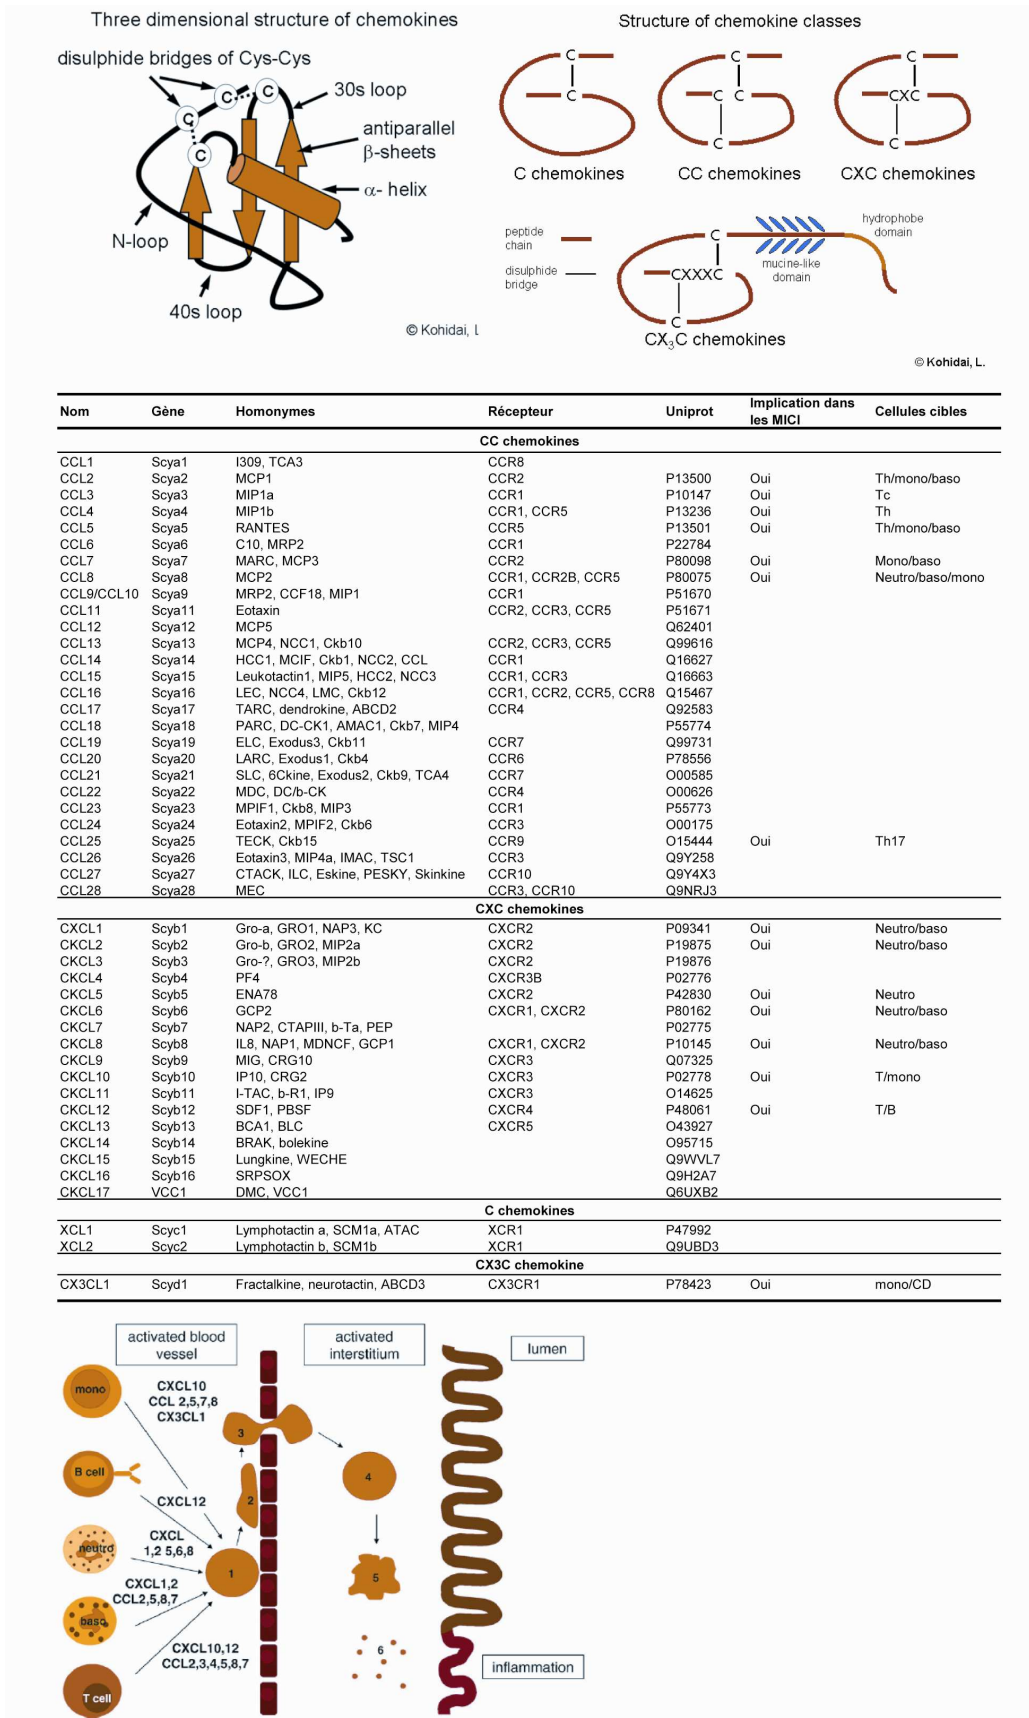 Three dimensional structure of chemokines
disulphide bridges of Cys-Cys
C
C
C
C
30s loop
antiparallel
β-sheets
α- helix
N-loop
40s loop
© Kohidai, L
Structure of chemokine classes
C
C
C chemokines
C
C C
C
CC chemokines
C
CXC
C
CXC chemokines
peptide
chain
disulphide
bridge
C
CXXXC
C
mucine-like
domain
hydrophobe
domain
CX3C chemokines
© Kohidai, L.
Nom Gène Homonymes Récepteur Uniprot Implication dans les MICI Cellules cibles
CC chemokines
CCL1 Scya1 I309, TCA3 CCR8
CCL2 Scya2 MCP1 CCR2 P13500 Oui Th/mono/baso
CCL3 Scya3 MIP1a CCR1 P10147 Oui Tc
CCL4 Scya4 MIP1b CCR1, CCR5 P13236 Oui Th
CCL5 Scya5 RANTES CCR5 P13501 Oui Th/mono/baso
CCL6 Scya6 C10, MRP2 CCR1 P22784
CCL7 Scya7 MARC, MCP3 CCR2 P80098 Oui Mono/baso
CCL8 Scya8 MCP2 CCR1, CCR2B, CCR5 P80075 Oui Neutro/baso/mono
CCL9/CCL10 Scya9 MRP2, CCF18, MIP1 CCR1 P51670
CCL11 Scya11 Eotaxin CCR2, CCR3, CCR5 P51671
CCL12 Scya12 MCP5 Q62401
CCL13 Scya13 MCP4, NCC1, Ckb10 CCR2, CCR3, CCR5 Q99616
CCL14 Scya14 HCC1, MCIF, Ckb1, NCC2, CCL CCR1 Q16627
CCL15 Scya15 Leukotactin1, MIP5, HCC2, NCC3 CCR1, CCR3 Q16663
CCL16 Scya16 LEC, NCC4, LMC, Ckb12 CCR1, CCR2, CCR5, CCR8 Q15467
CCL17 Scya17 TARC, dendrokine, ABCD2 CCR4 Q92583
CCL18 Scya18 PARC, DC-CK1, AMAC1, Ckb7, MIP4 P55774
CCL19 Scya19 ELC, Exodus3, Ckb11 CCR7 Q99731
CCL20 Scya20 LARC, Exodus1, Ckb4 CCR6 P78556
CCL21 Scya21 SLC, 6Ckine, Exodus2, Ckb9, TCA4 CCR7 O00585
CCL22 Scya22 MDC, DC/b-CK CCR4 O00626
CCL23 Scya23 MPIF1, Ckb8, MIP3 CCR1 P55773
CCL24 Scya24 Eotaxin2, MPIF2, Ckb6 CCR3 O00175
CCL25 Scya25 TECK, Ckb15 CCR9 O15444 Oui Th17
CCL26 Scya26 Eotaxin3, MIP4a, IMAC, TSC1 CCR3 Q9Y258
CCL27 Scya27 CTACK, ILC, Eskine, PESKY, Skinkine CCR10 Q9Y4X3
CCL28 Scya28 MEC CCR3, CCR10 Q9NRJ3
CXC chemokines
CXCL1 Scyb1 Gro-a, GRO1, NAP3, KC CXCR2 P09341 Oui Neutro/baso
CKCL2 Scyb2 Gro-b, GRO2, MIP2a CXCR2 P19875 Oui Neutro/baso
CKCL3 Scyb3 Gro-?, GRO3, MIP2b CXCR2 P19876
CKCL4 Scyb4 PF4 CXCR3B P02776
CKCL5 Scyb5 ENA78 CXCR2 P42830 Oui Neutro
CKCL6 Scyb6 GCP2 CXCR1, CXCR2 P80162 Oui Neutro/baso
CKCL7 Scyb7 NAP2, CTAPIII, b-Ta, PEP P02775
CKCL8 Scyb8 IL8, NAP1, MDNCF, GCP1 CXCR1, CXCR2 P10145 Oui Neutro/baso
CKCL9 Scyb9 MIG, CRG10 CXCR3 Q07325
CKCL10 Scyb10 IP10, CRG2 CXCR3 P02778 Oui T/mono
CKCL11 Scyb11 I-TAC, b-R1, IP9 CXCR3 O14625
CKCL12 Scyb12 SDF1, PBSF CXCR4 P48061 Oui T/B
CKCL13 Scyb13 BCA1, BLC CXCR5 O43927
CKCL14 Scyb14 BRAK, bolekine O95715
CKCL15 Scyb15 Lungkine, WECHE Q9WVL7
CKCL16 Scyb16 SRPSOX Q9H2A7
CKCL17 VCC1 DMC, VCC1 Q6UXB2
C chemokines
XCL1 Scyc1 Lymphotactin a, SCM1a, ATAC XCR1 P47992
XCL2 Scyc2 Lymphotactin b, SCM1b XCR1 Q9UBD3
CX3C chemokine
CX3CL1 Scyd1 Fractalkine, neurotactin, ABCD3 CX3CR1 P78423 Oui mono/CD
activated blood
vessel
activated
interstitium
lumen
mono
CXCL10
CCL 2,5,7,8
CX3CL1
3
B cell
CXCL12
2
4
neutro
CXCL
1,2 5,6,8
1
5
baso
CXCL1,2
CCL2,5,8,7
6
T cell
CXCL10,12
CCL2,3,4,5,8,7
inflammation